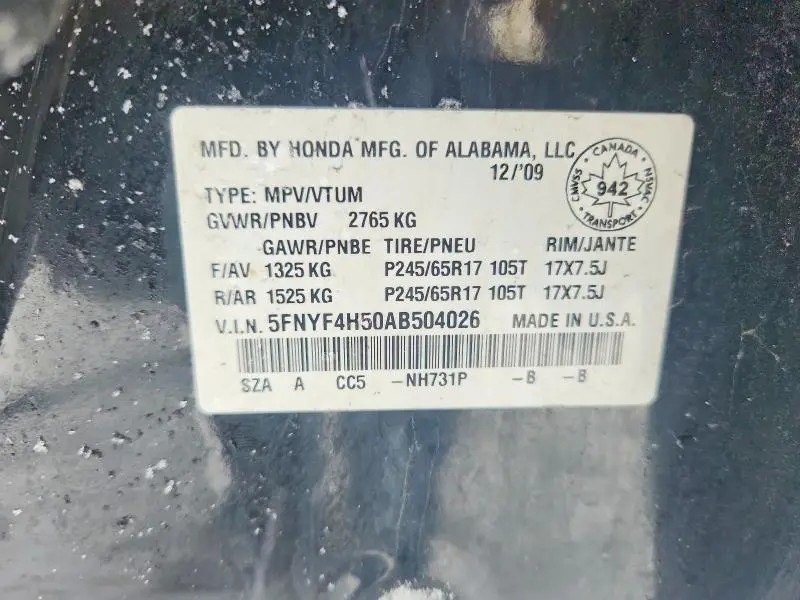 MFD. BY HONDA MFG. OF ALABAMA, LLC
12/'09
CANADA
CMVSS 942 NSVAC
TRANSPORT
TYPE: MPV/VTUM
GVWR/PNBV 2765 KG
GAWR/PNBE TIRE/PNEU RIM/JANTE
F/AV 1325 KG P245/65R17 105T 17X7.5J
R/AR 1525 KG P245/65R17 105T 17X7.5J
V.I.N. 5FNYF4H50AB504026 MADE IN U.S.A.
SZA A CC5 -NH731P -B -B